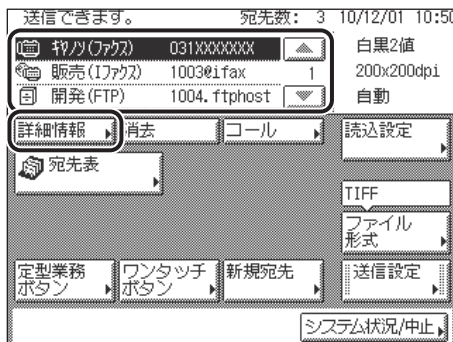 送信できます。 宛先数: 3 10/12/01 10:50
ｷﾔﾉﾝ(ﾌｧｸｽ) 031XXXXXXX 白黒2値
販売(Iﾌｧｸｽ) 1003@ifax 1 200x200dpi
開発(FTP) 1004.ftphost 自動
詳細情報 消去 コール 読込設定
宛先表
TIFF
ファイル
形式
定型業務 ワンタッチ 新規宛先 送信設定
ボタン ボタン
システム状況/中止